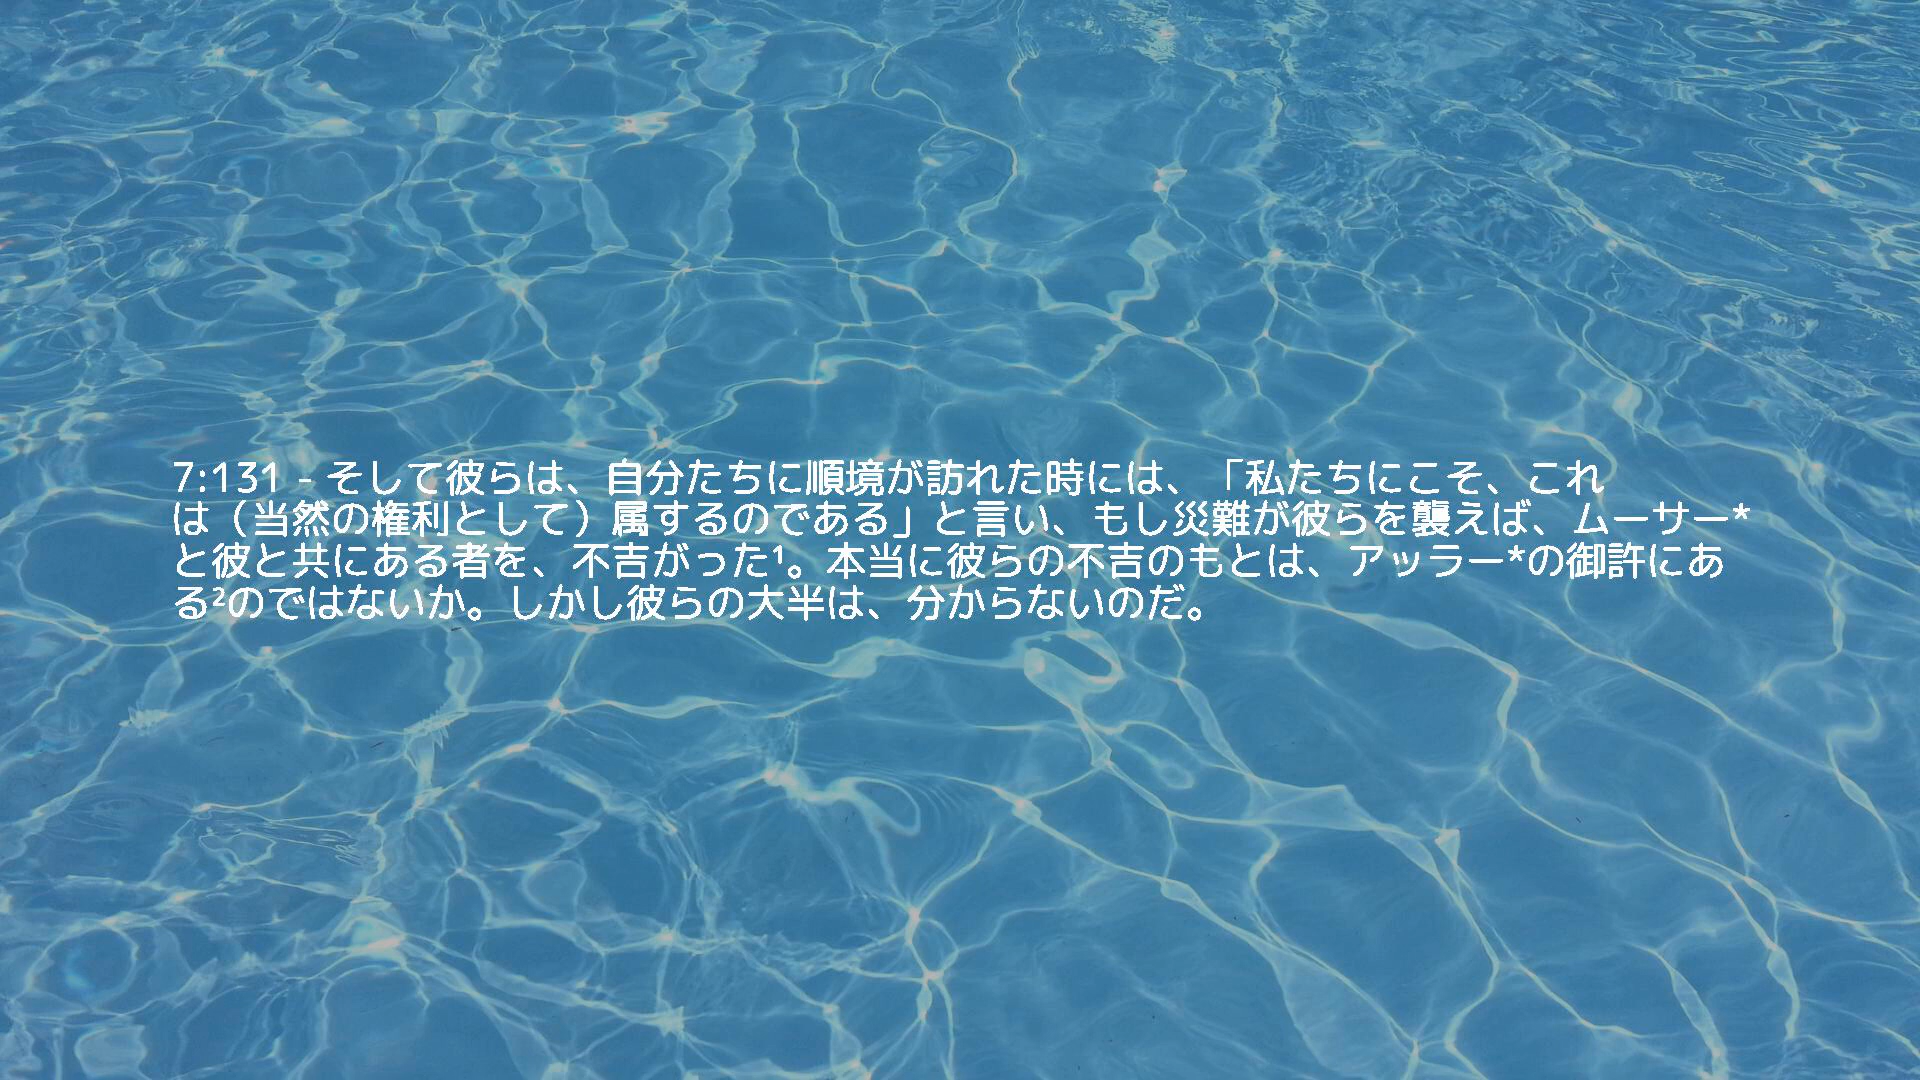 7:131 - そして彼らは、自分たちに順境が訪れた時には、「私たちにこそ、これ
は（当然の権利として）属するのである」と言い、もし災難が彼らを襲えば、ムーサー*
と彼と共にある者を、不吉がった¹。本当に彼らの不吉のもとは、アッラー*の御許にあ
る²のではないか。しかし彼らの大半は、分からないのだ。